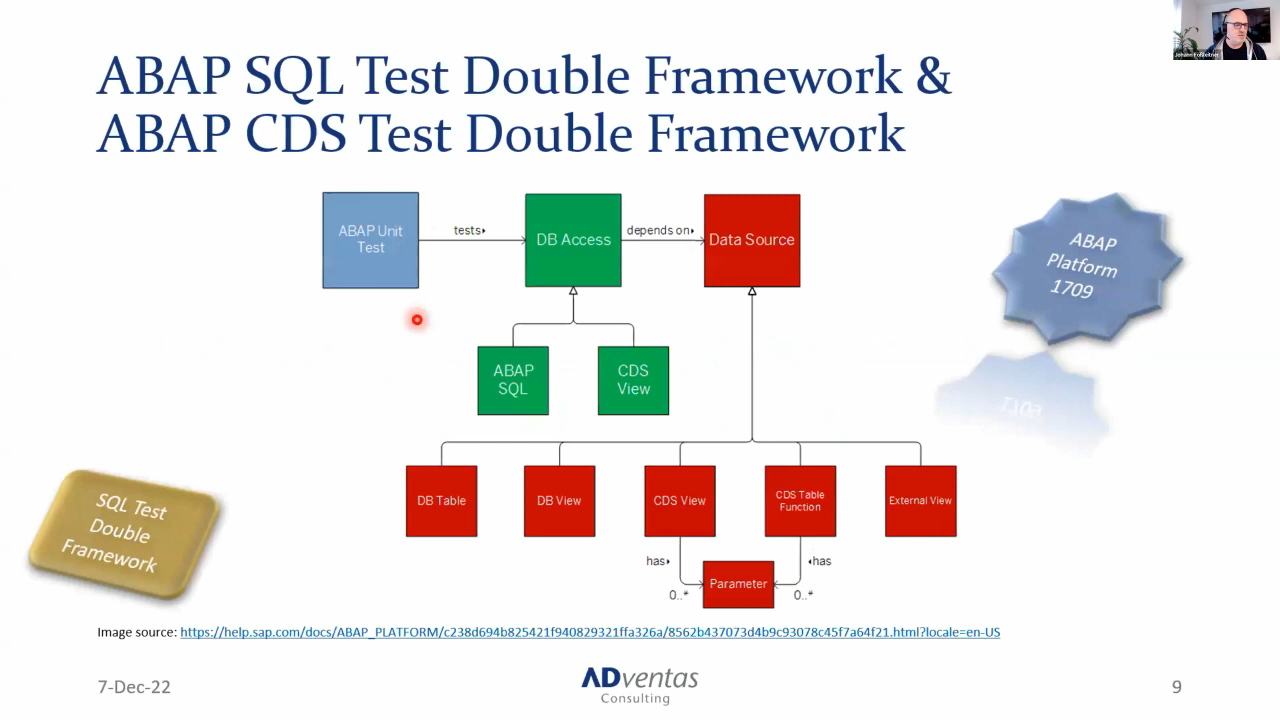 Johann Fößleitner
ABAP SQL Test Double Framework &
ABAP CDS Test Double Framework
ABAP Unit
Test
tests
DB Access
depends on
Data Source
ABAP
Platform
1709
ABAP
SQL
CDS
View
1709
DB Table
DB View
CDS View
CDS Table
Function
External View
SQL Test
Double
Framework
has
has
Parameter
0..*
0..*
Image source: https://help.sap.com/docs/ABAP_PLATFORM/c238d694b825421f940829321ffa326a/8562b437073d4b9c93078c45f7a64f21.html?locale=en-US
7-Dec-22
ADventas
Consulting
9